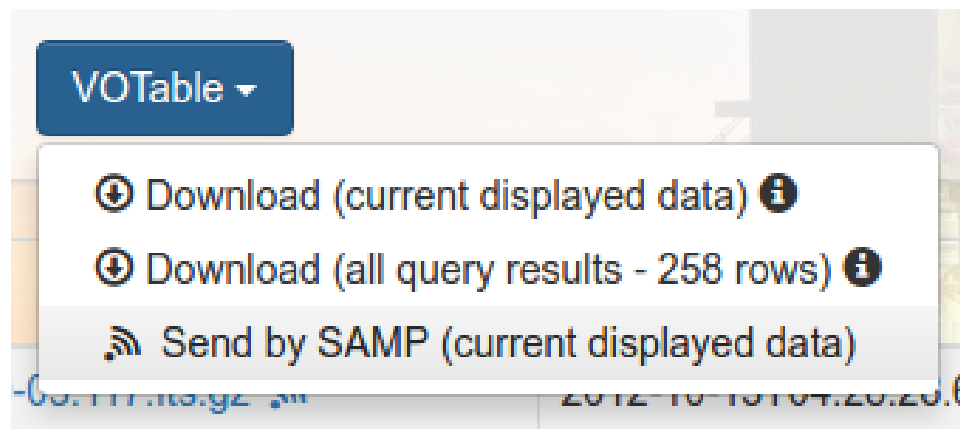 VOTable
Download (current displayed data)
Download (all query results - 258 rows)
Send by SAMP (current displayed data)